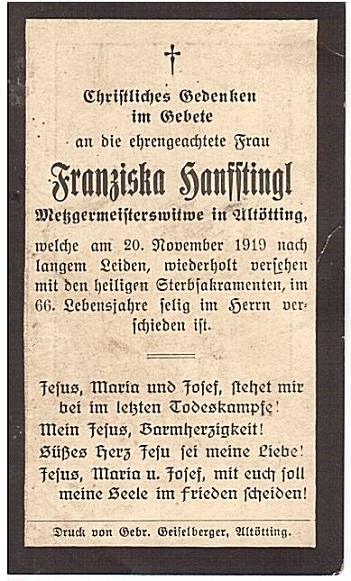 Christliches Gedenken
im Gebete
an die ehrengeachtete Frau
Franziska Hanfstingl
Metzgermeisterswitwe in Altötting,
welche am 20. November 1919 nach
langem Leiden, wiederholt versehen
mit den heiligen Sterbsakramenten, im
66. Lebensjahre selig im Herrn ver-
schieden ist.
Jesus, Maria und Josef, stehet mir
bei im letzten Todeskampfe!
Mein Jesus, Barmherzigkeit!
Süßes Herz Jesu sei meine Liebe!
Jesus, Maria u. Josef, mit euch soll
meine Seele im Frieden scheiden!
Druck von Gebr. Geiselberger, Altötting.